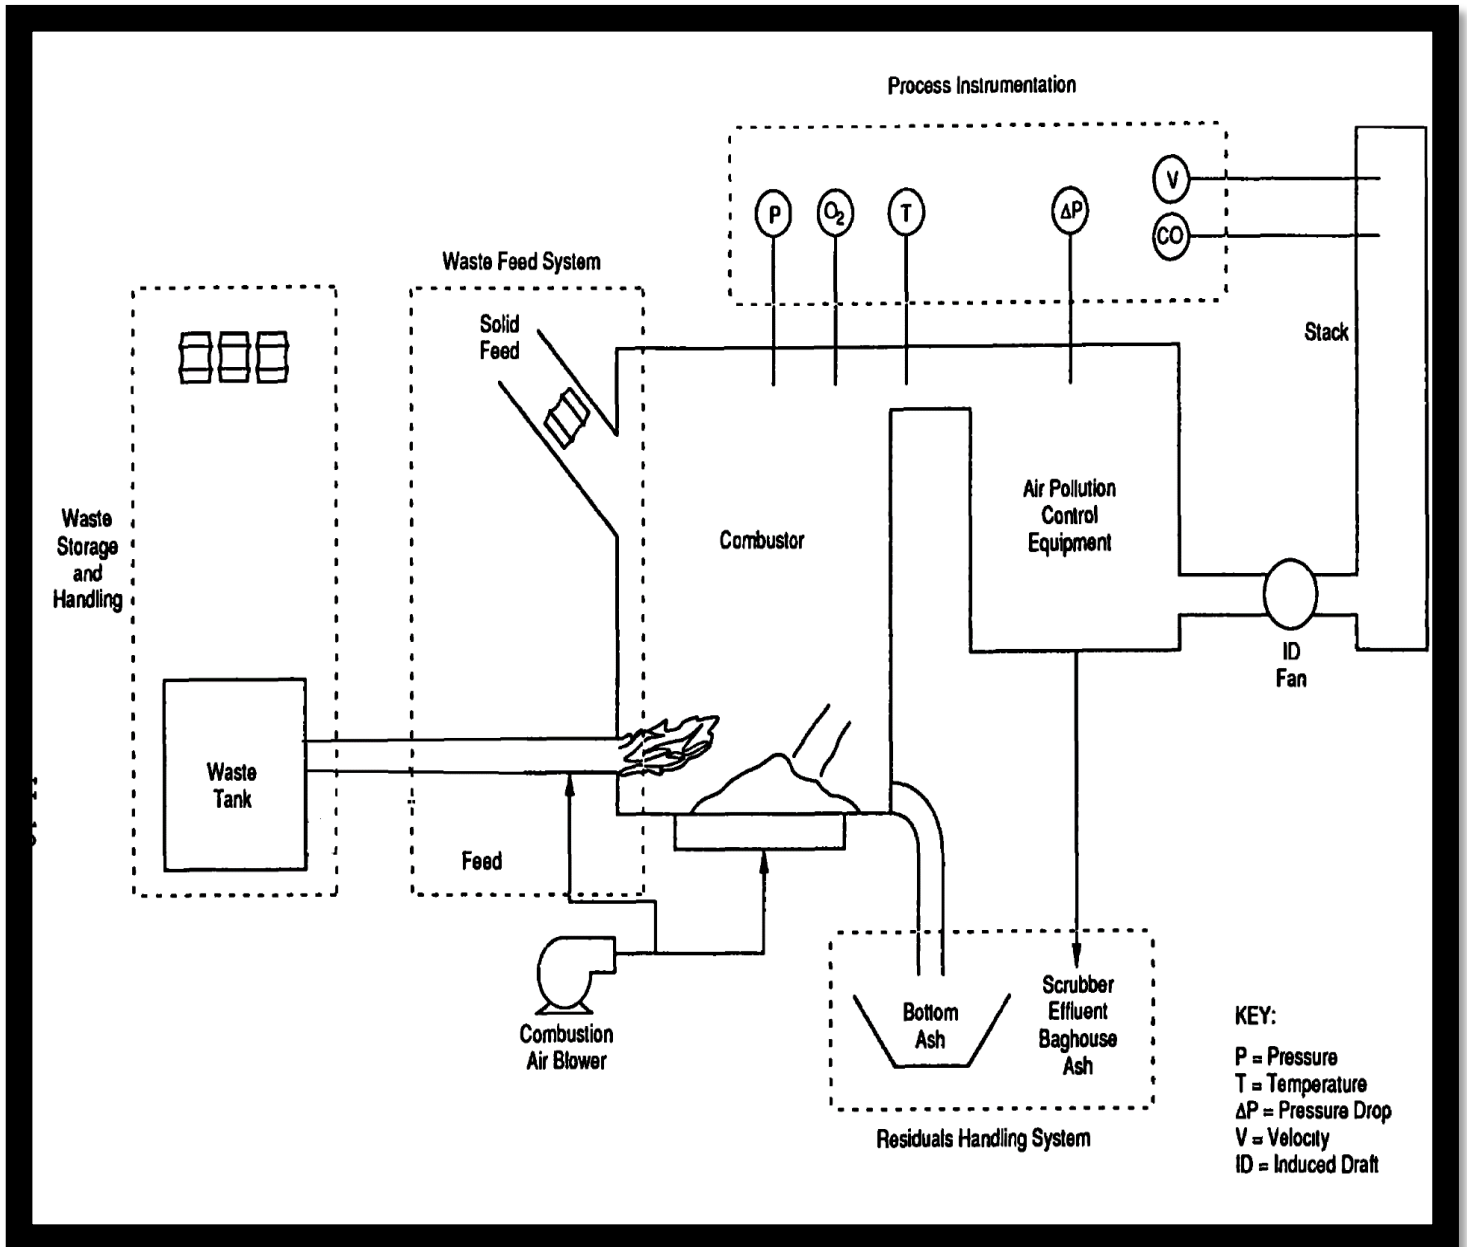 Process Instrumentation
P
O2
T
ΔP
V
CO
Waste Feed System
Solid
Feed
Stack
Waste
Storage
and
Handling
Combustor
Air Pollution
Control
Equipment
ID
Fan
Waste
Tank
Feed
Combustion
Air Blower
Bottom
Ash
Scrubber
Effluent
Baghouse
Ash
Residuals Handling System
KEY:
P = Pressure
T = Temperature
ΔP = Pressure Drop
V = Velocity
ID = Induced Draft